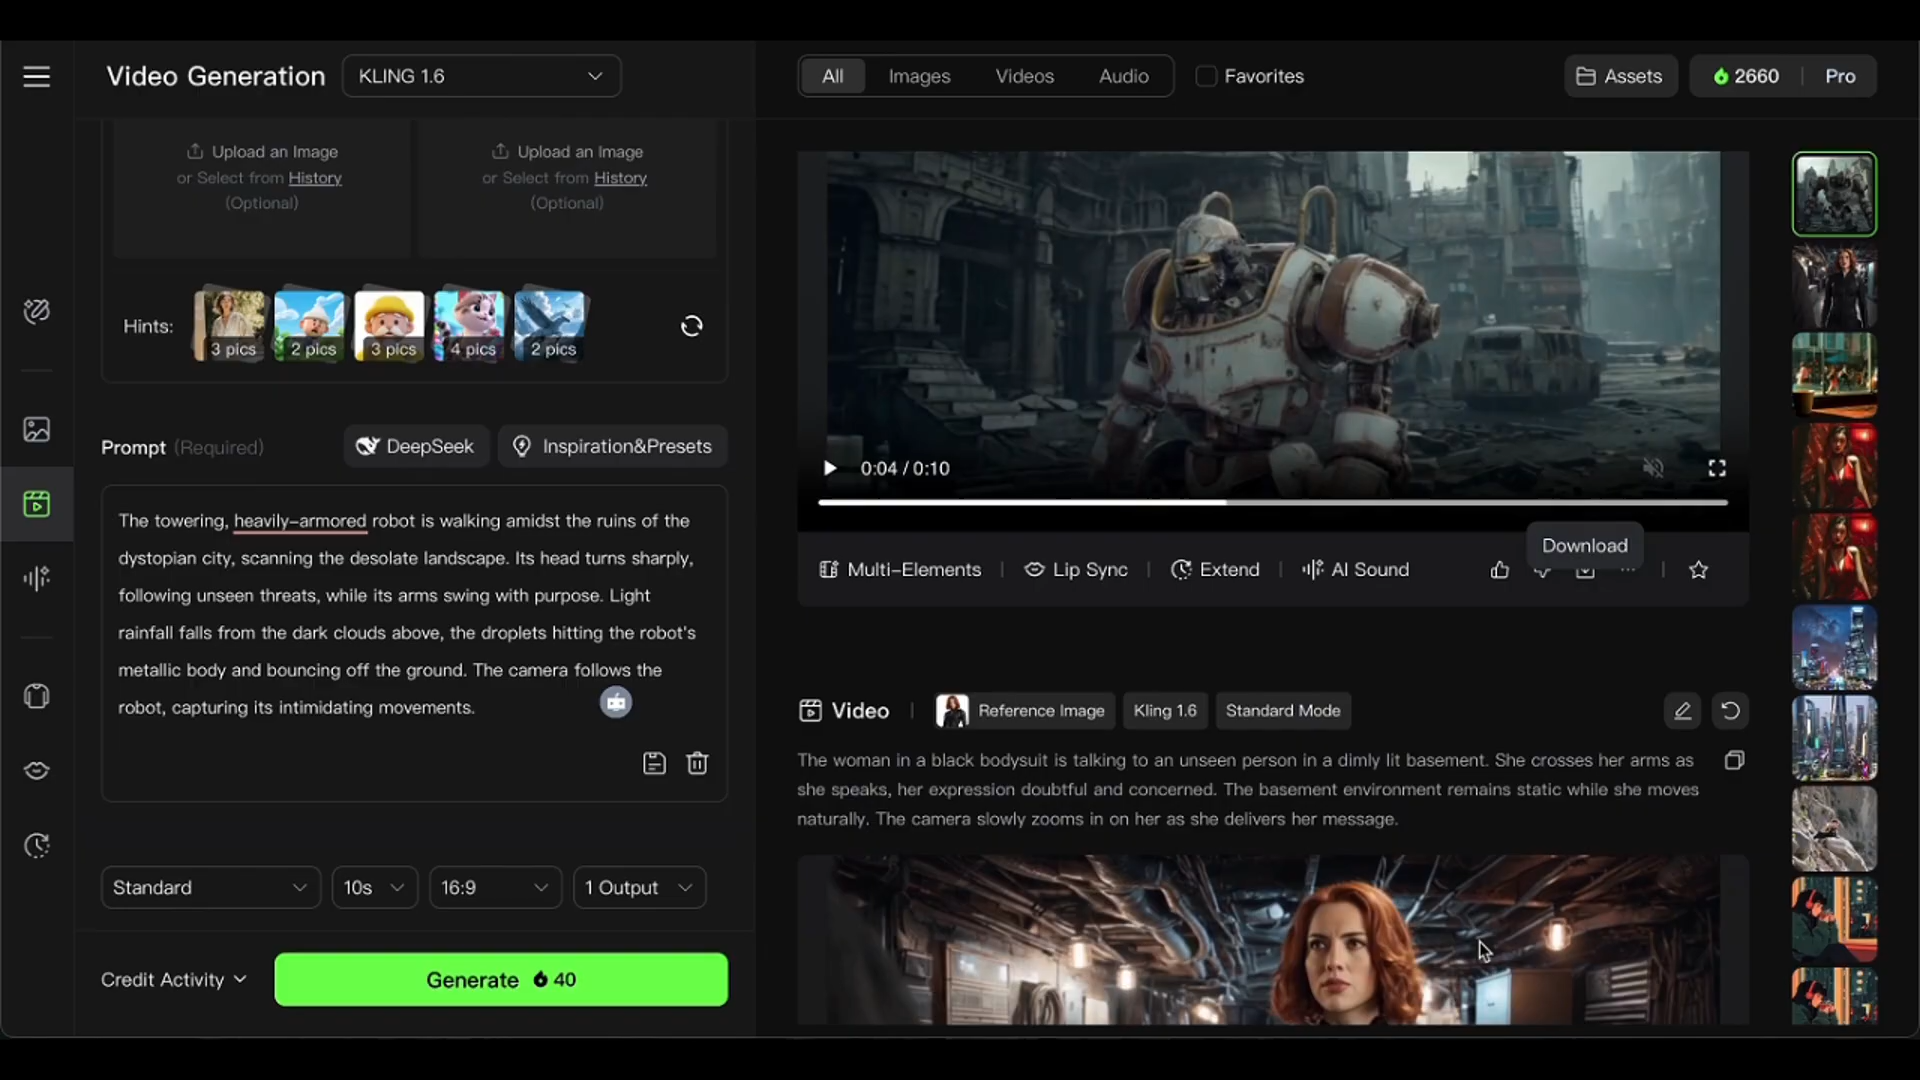 Video Generation
KLING 1.6
All
Images
Videos
Audio
Favorites
Assets
2660
Pro
Upload an Image
or Select from History
(Optional)
Upload an Image
or Select from History
(Optional)
Hints:
3 pics
2 pics
3 pics
4 pics
2 pics
Prompt (Required)
DeepSeek
Inspiration&Presets
The towering, heavily-armored robot is walking amidst the ruins of the
dystopian city, scanning the desolate landscape. Its head turns sharply,
following unseen threats, while its arms swing with purpose. Light
rainfall falls from the dark clouds above, the droplets hitting the robot's
metallic body and bouncing off the ground. The camera follows the
robot, capturing its intimidating movements.
Standard
10s
16:9
1 Output
Credit Activity
Generate 40
0:04 / 0:10
Download
Multi-Elements
Lip Sync
Extend
AI Sound
Video
Reference Image
Kling 1.6
Standard Mode
The woman in a black bodysuit is talking to an unseen person in a dimly lit basement. She crosses her arms as
she speaks, her expression doubtful and concerned. The basement environment remains static while she moves
naturally. The camera slowly zooms in on her as she delivers her message.